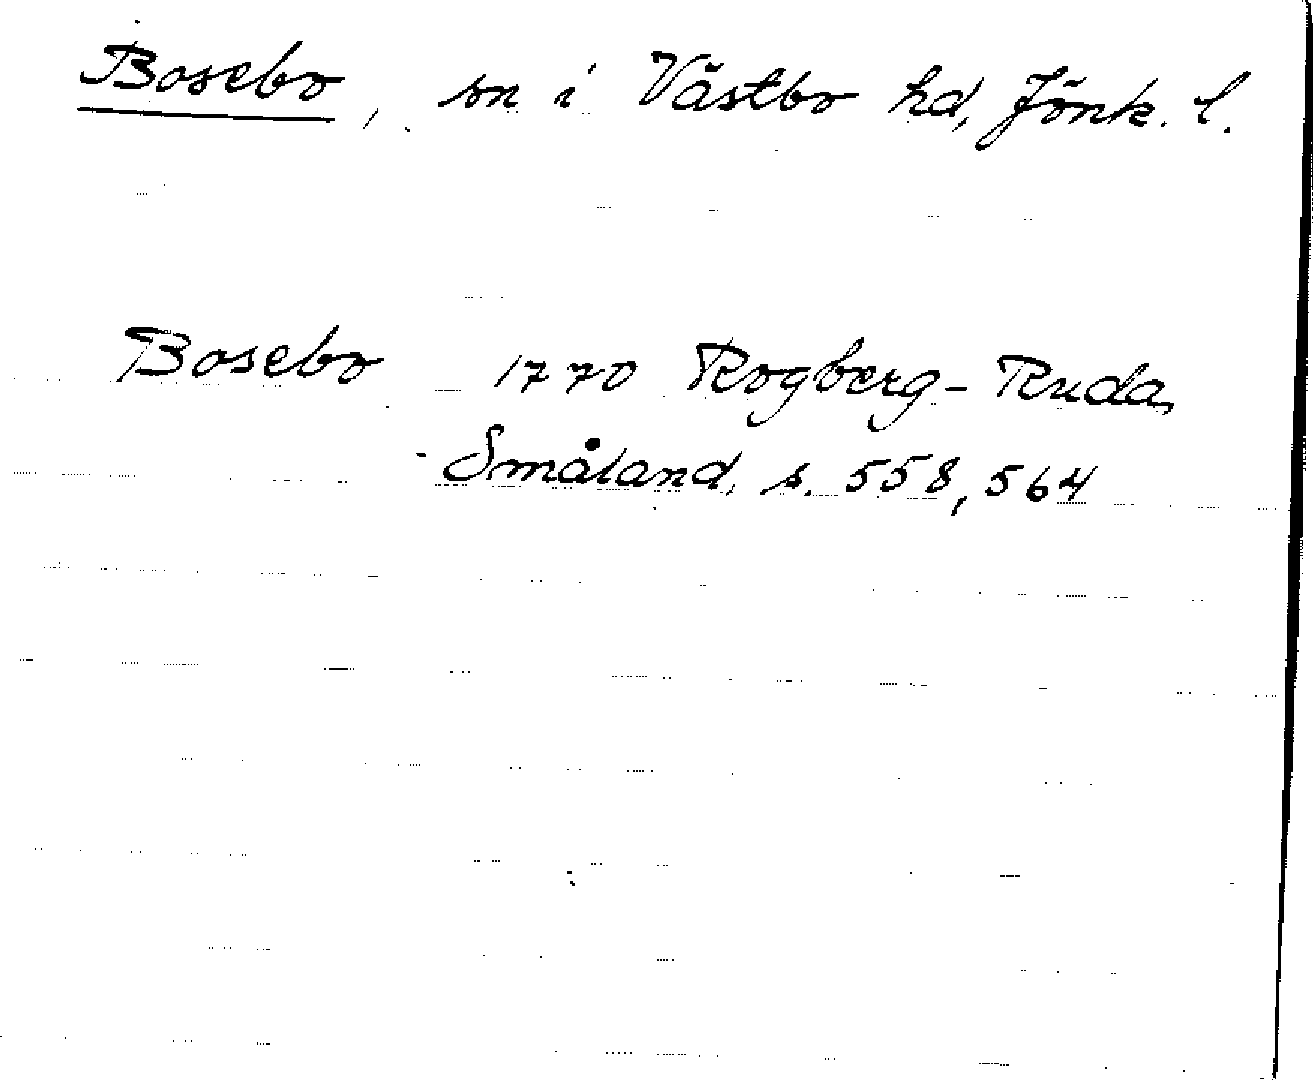 Bosebo, sn i Västbo hd, Jönk. l.
Bosebo 1770 Rogberg-Ruda,
Småland, s. 558, 564